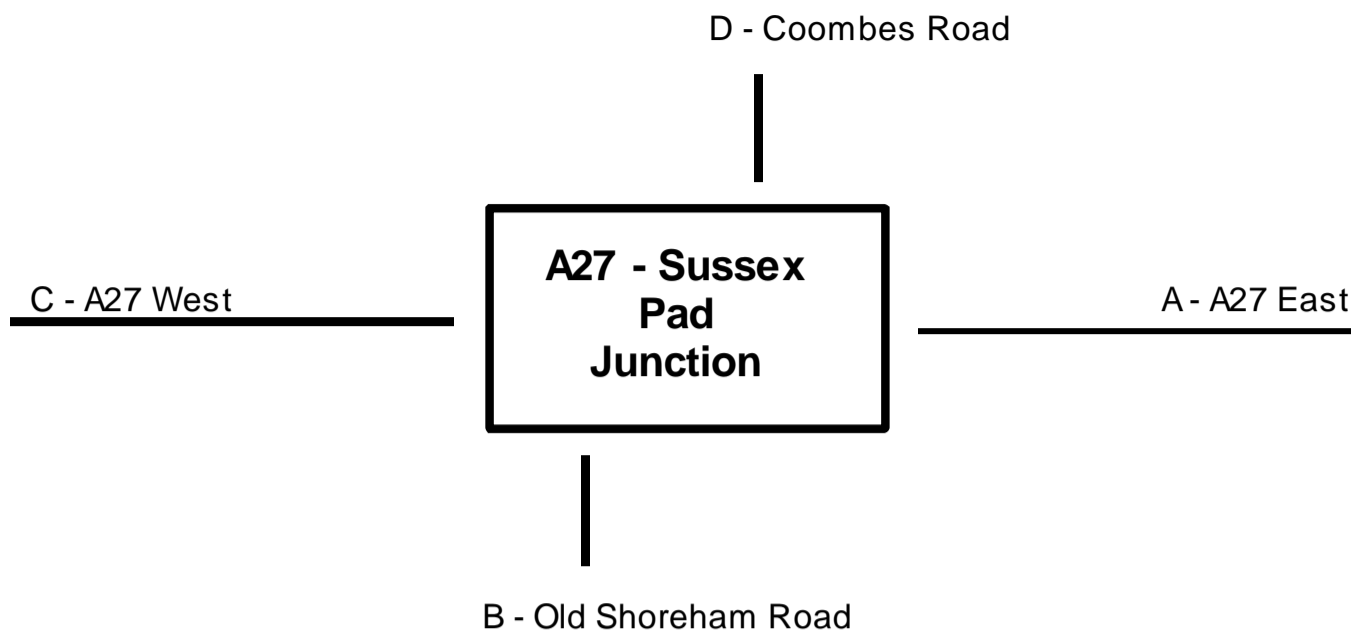 D - Coombes Road
A27 - Sussex
Pad
Junction
C - A27 West
A - A27 East
B - Old Shoreham Road